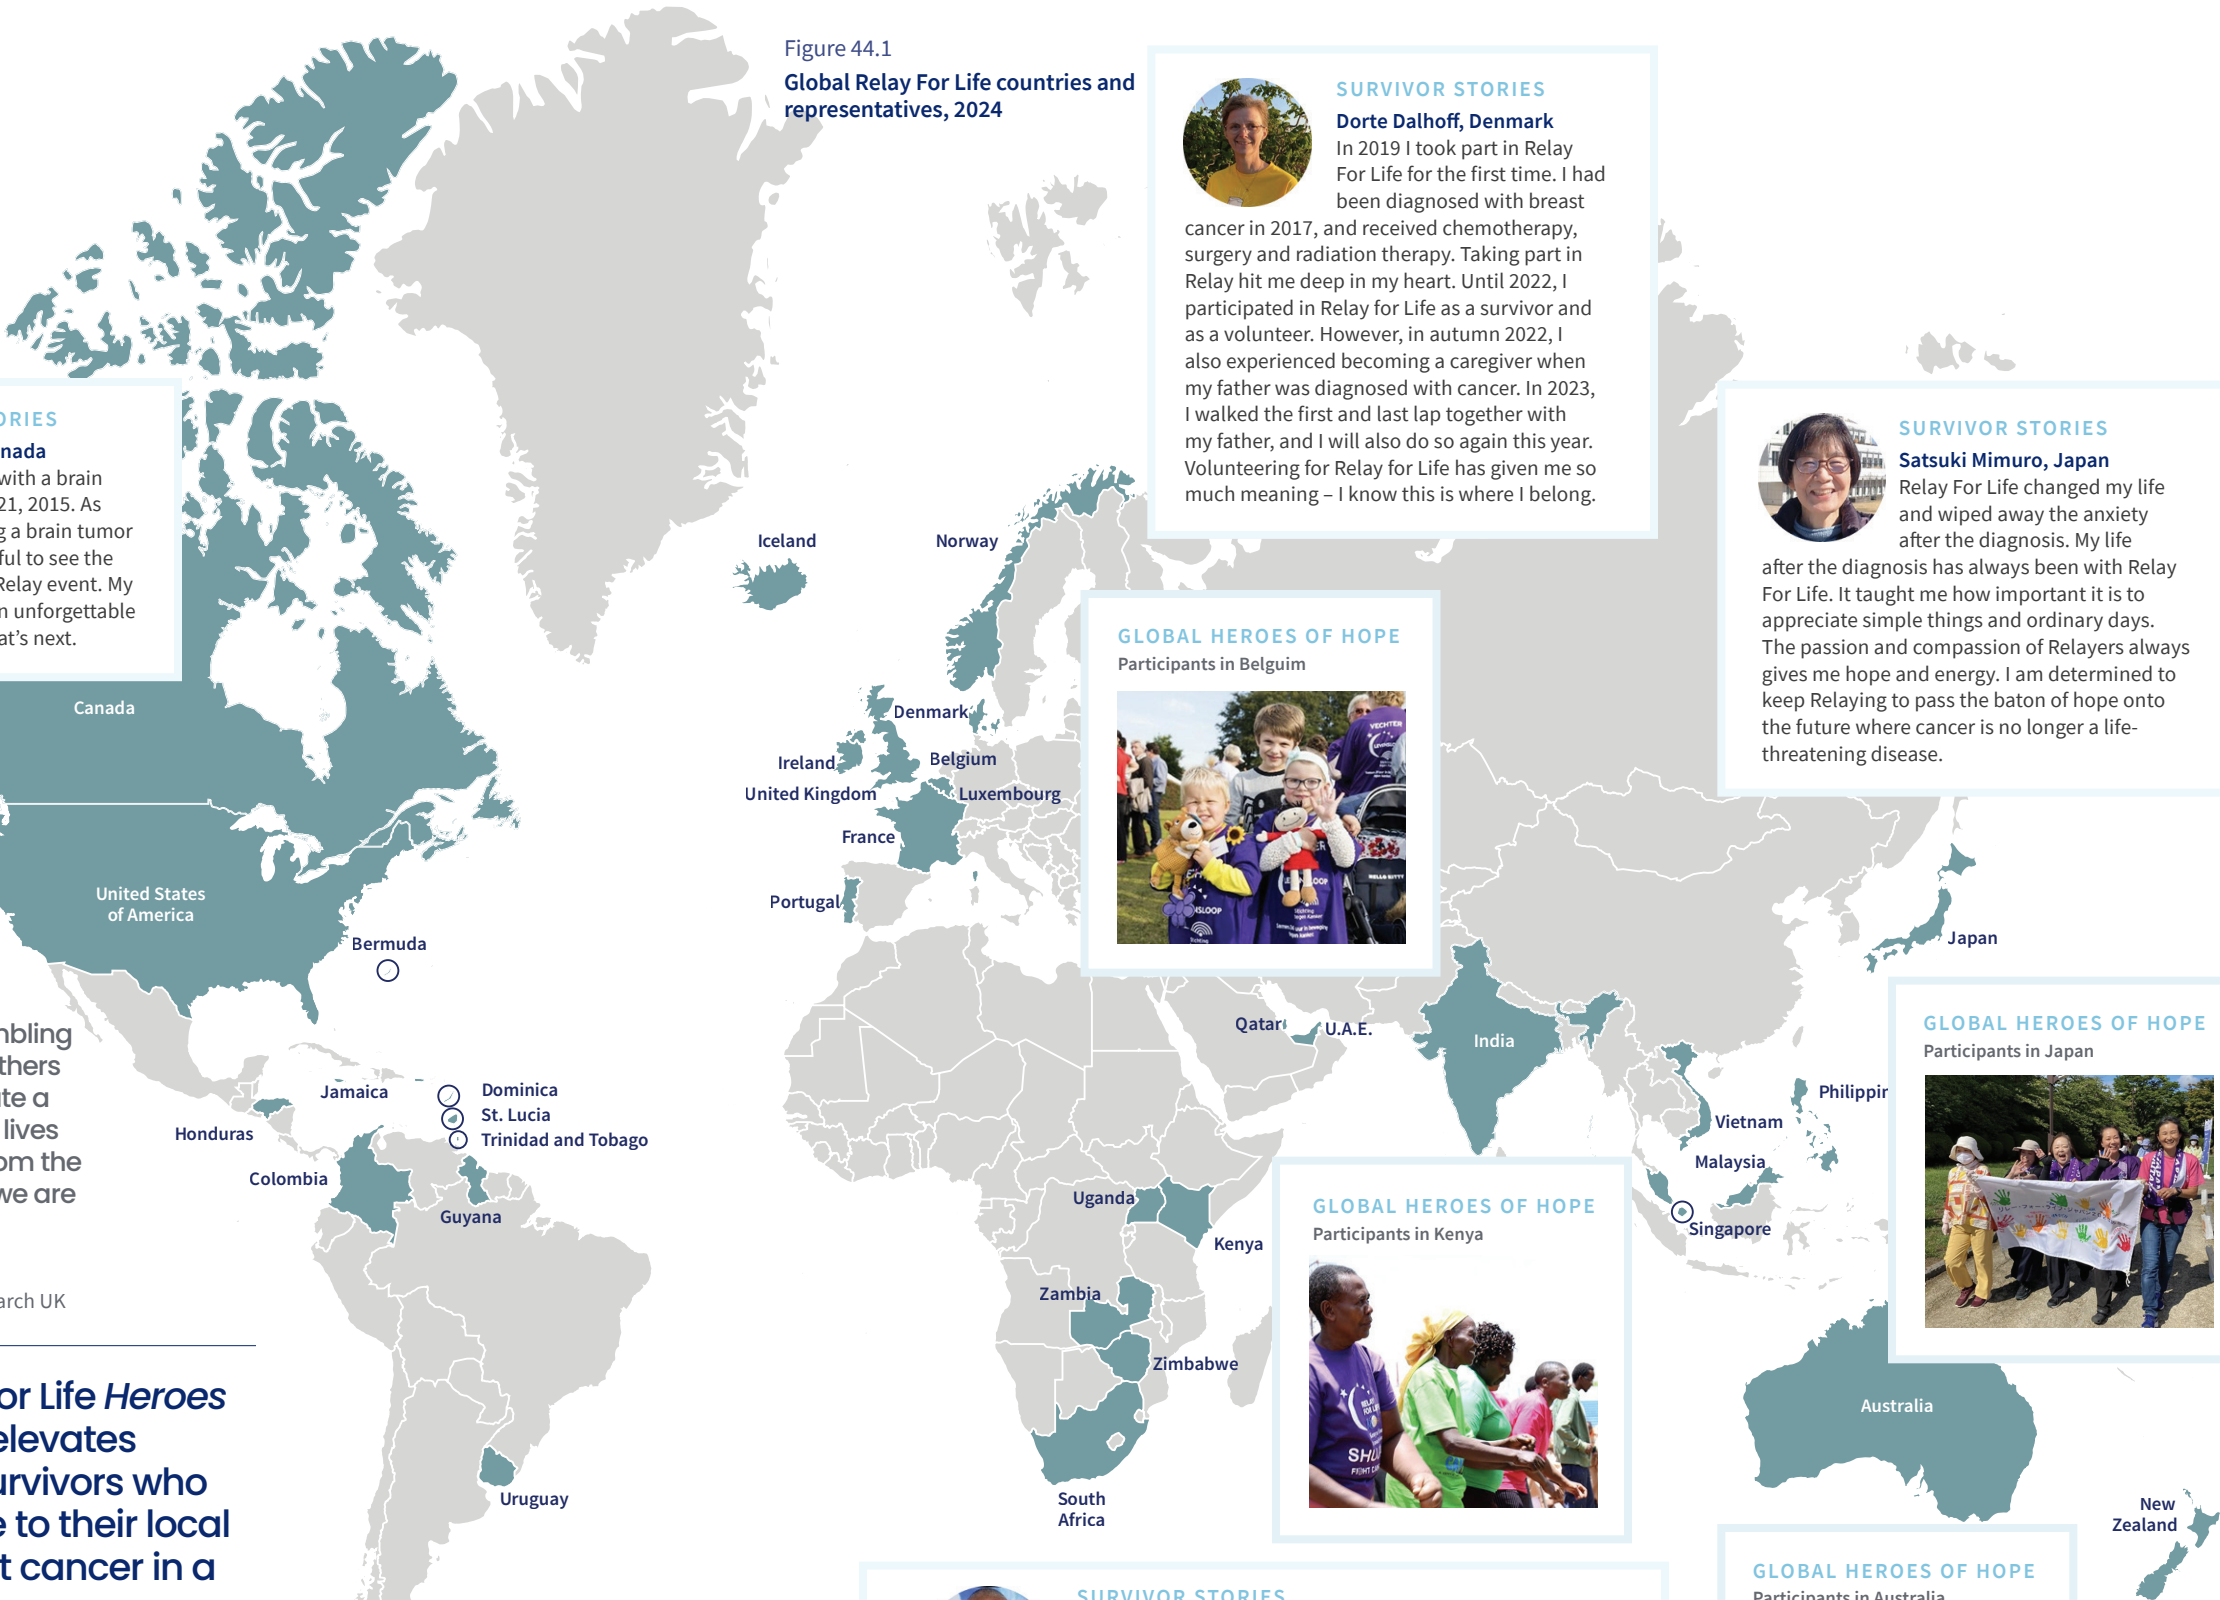 Figure 44.1
Global Relay For Life countries and
representatives, 2024
SURVIVOR STORIES
Dorte Dalhoff, Denmark
In 2019 I took part in Relay
For Life for the first time. I had
been diagnosed with breast
cancer in 2017, and received chemotherapy,
surgery and radiation therapy. Taking part in
Relay hit me deep in my heart. Until 2022, I
participated in Relay for Life as a survivor and
as a volunteer. However, in autumn 2022, I
also experienced becoming a caregiver when
my father was diagnosed with cancer. In 2023,
I walked the first and last lap together with
my father, and I will also do so again this year.
Volunteering for Relay for Life has given me so
much meaning – I know this is where I belong.
ORIES
nada
with a brain
21, 2015. As
g a brain tumor
ful to see the
Relay event. My
n unforgettable
at's next.
SURVIVOR STORIES
Satsuki Mimuro, Japan
Relay For Life changed my life
and wiped away the anxiety
after the diagnosis. My life
after the diagnosis has always been with Relay
For Life. It taught me how important it is to
appreciate simple things and ordinary days.
The passion and compassion of Relayers always
gives me hope and energy. I am determined to
keep Relaying to pass the baton of hope onto
the future where cancer is no longer a life-
threatening disease.
Iceland
Norway
GLOBAL HEROES OF HOPE
Participants in Belguim
VECHTER
HELLO KITTY
Canada
Denmark
Ireland
Belgium
United Kingdom
Luxembourg
France
Portugal
United States
of America
Bermuda
Japan
Qatar
U.A.E.
India
GLOBAL HEROES OF HOPE
Participants in Japan
Jamaica
Dominica
St. Lucia
Trinidad and Tobago
Honduras
Colombia
Guyana
Philippin
Vietnam
Malaysia
Singapore
mbling
thers
te a
lives
om the
we are
arch UK
Uganda
Kenya
Zambia
Zimbabwe
South
Africa
GLOBAL HEROES OF HOPE
Participants in Kenya
RELAY
FOR LIFE
SHU
FIGHT CAN
Australia
New
Zealand
Uruguay
or Life Heroes
elevates
urvivors who
e to their local
t cancer in a
SURVIVOR STORIES
GLOBAL HEROES OF HOPE
Participants in Australia